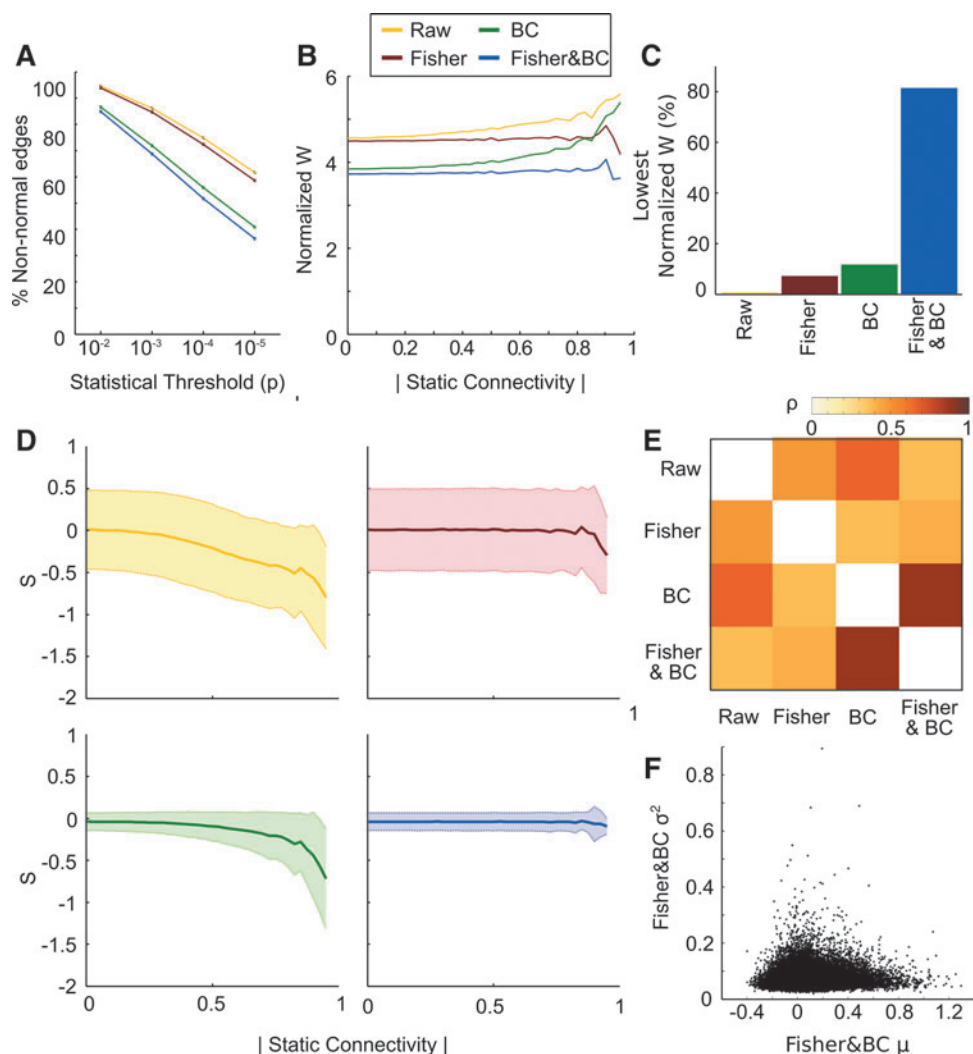 Raw
BC
Fisher
Fisher&BC
A
% Non-normal edges
100
80
60
40
20
0
10-2
10-3
10-4
10-5
Statistical Threshold (p)
B
Normalized W
6
4
2
0
0
0.2
0.4
0.6
0.8
1
| Static Connectivity |
C
Lowest
Normalized W (%)
80
60
40
20
0
Raw
Fisher
BC
Fisher
& BC
D
S
1
0.5
0
-0.5
-1
-1.5
-2
0.5
1
1
S
1
0.5
0
-0.5
-1
-1.5
-2
0
0.5
1
0
0.5
1
| Static Connectivity |
ρ
0
0.5
1
E
Raw
Fisher
BC
Fisher
& BC
Raw
Fisher
BC
Fisher
& BC
F
Fisher&BC σ2
0.8
0.6
0.4
0.2
0
-0.4
0
0.4
0.8
1.2
Fisher&BC μ